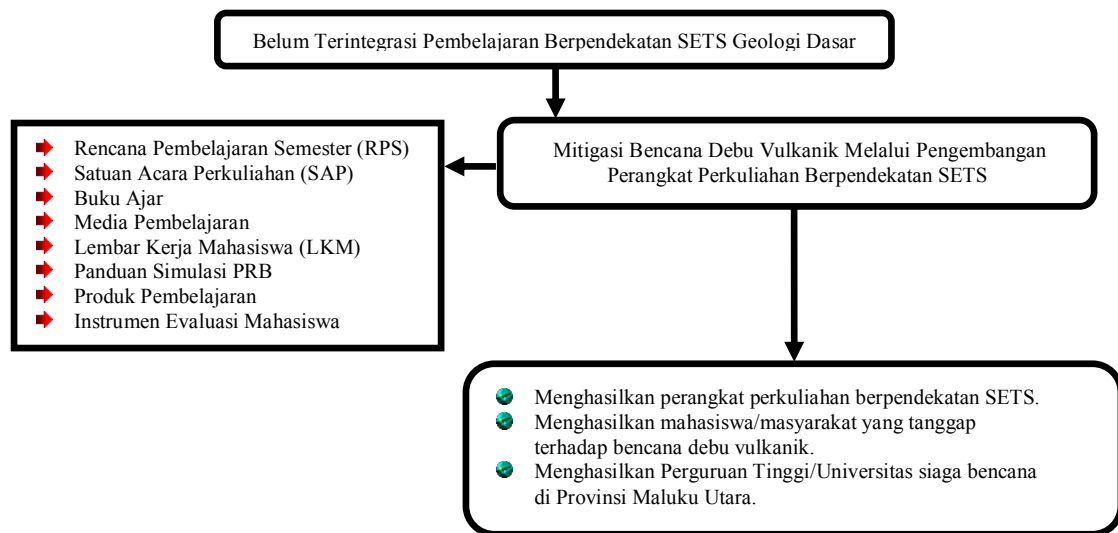 Belum Terintegrasi Pembelajaran Berpendekatan SETS Geologi Dasar
Mitigasi Bencana Debu Vulkanik Melalui Pengembangan
Perangkat Perkuliahan Berpendekatan SETS
Rencana Pembelajaran Semester (RPS)
Satuan Acara Perkuliahan (SAP)
Buku Ajar
Media Pembelajaran
Lembar Kerja Mahasiswa (LKM)
Panduan Simulasi PRB
Produk Pembelajaran
Instrumen Evaluasi Mahasiswa
Menghasilkan perangkat perkuliahan berpendekatan SETS.
Menghasilkan mahasiswa/masyarakat yang tanggap
terhadap bencana debu vulkanik.
Menghasilkan Perguruan Tinggi/Universitas siaga bencana
di Provinsi Maluku Utara.